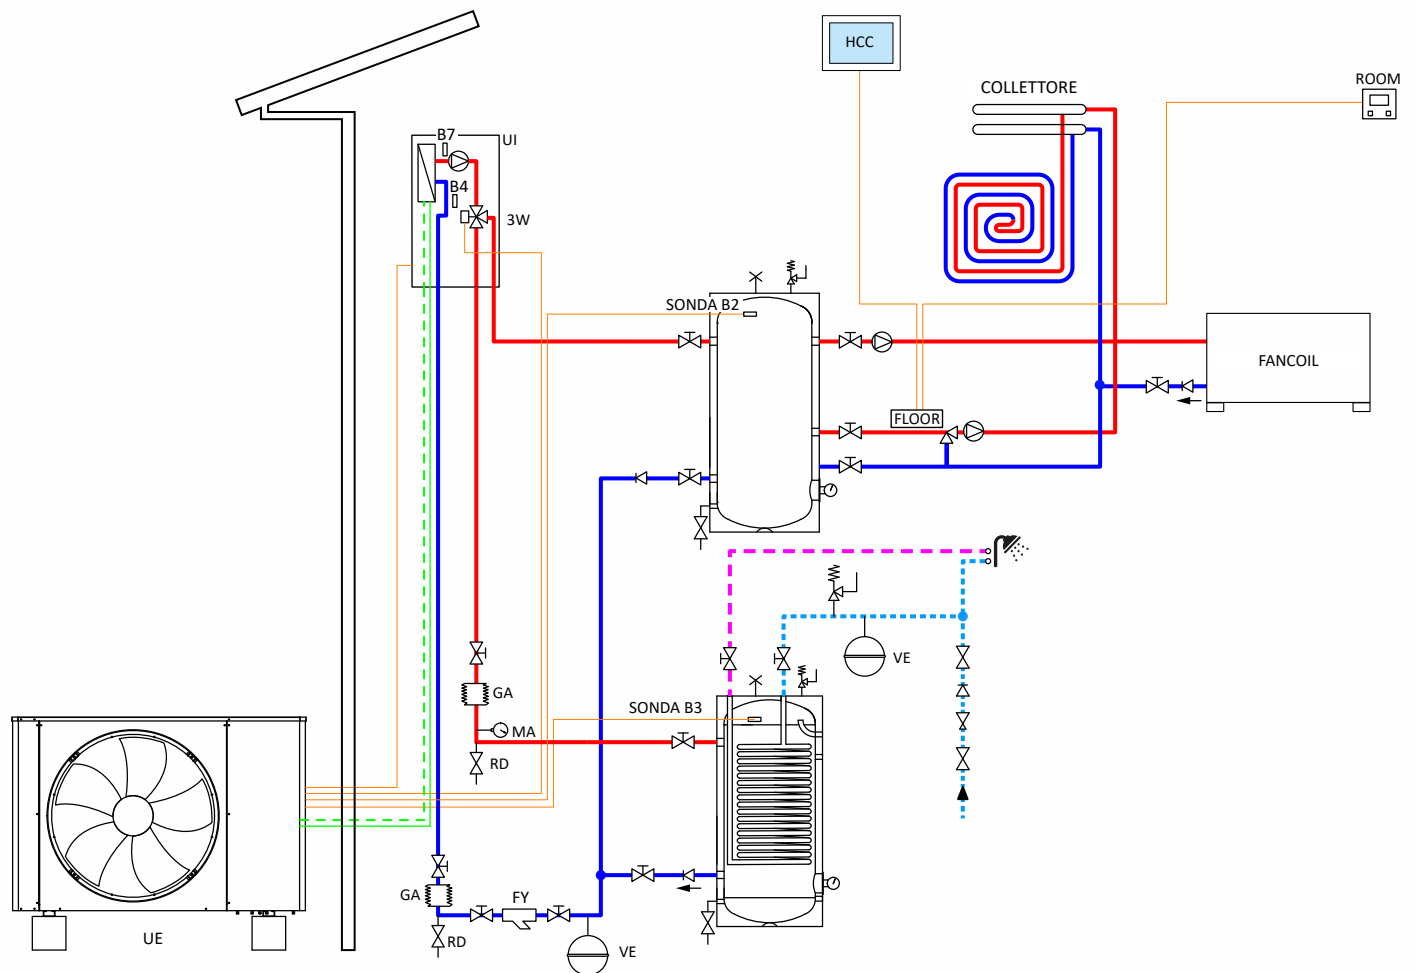 HCC
COLLETTORE
ROOM
B7
UI
B4
3W
SONDA B2
FANCOIL
FLOOR
VE
GA
SONDA B3
MA
RD
GA
FY
UE
RD
VE